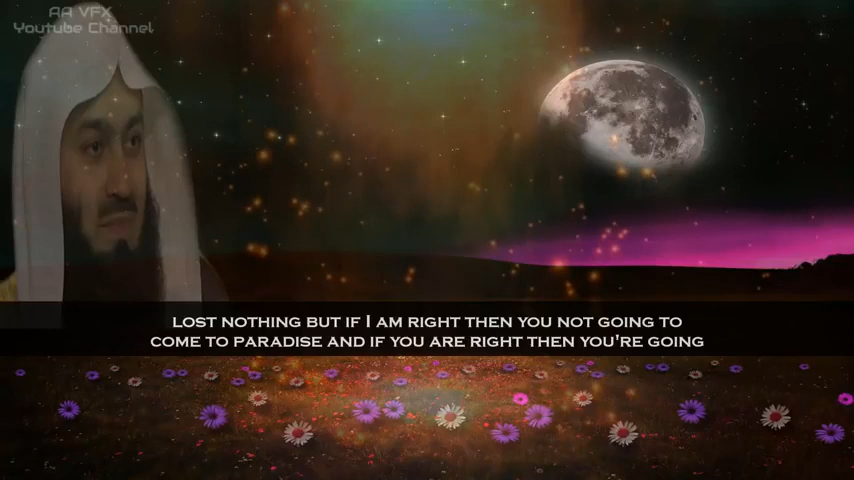 AA VFX
Youtube Channel
LOST NOTHING BUT IF I AM RIGHT THEN YOU NOT GOING TO
COME TO PARADISE AND IF YOU ARE RIGHT THEN YOU'RE GOING